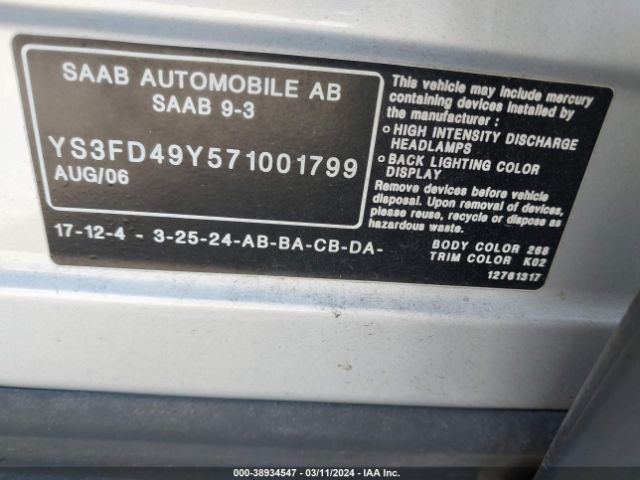 SAAB AUTOMOBILE AB
SAAB 9-3
YS3FD49Y571001799
AUG/06
17-12-4 - 3-25-24-AB-BA-CB-DA-
This vehicle may include mercury
containing devices installed by
the manufacturer :
HIGH INTENSITY DISCHARGE
HEADLAMPS
BACK LIGHTING COLOR
DISPLAY
Remove devices before vehicle
disposal. Upon removal of devices,
please reuse, recycle or dispose as
hazardous waste.
BODY COLOR 268
TRIM COLOR K02
12761317
000-38934547 - 03/11/2024 - IAAI.COM